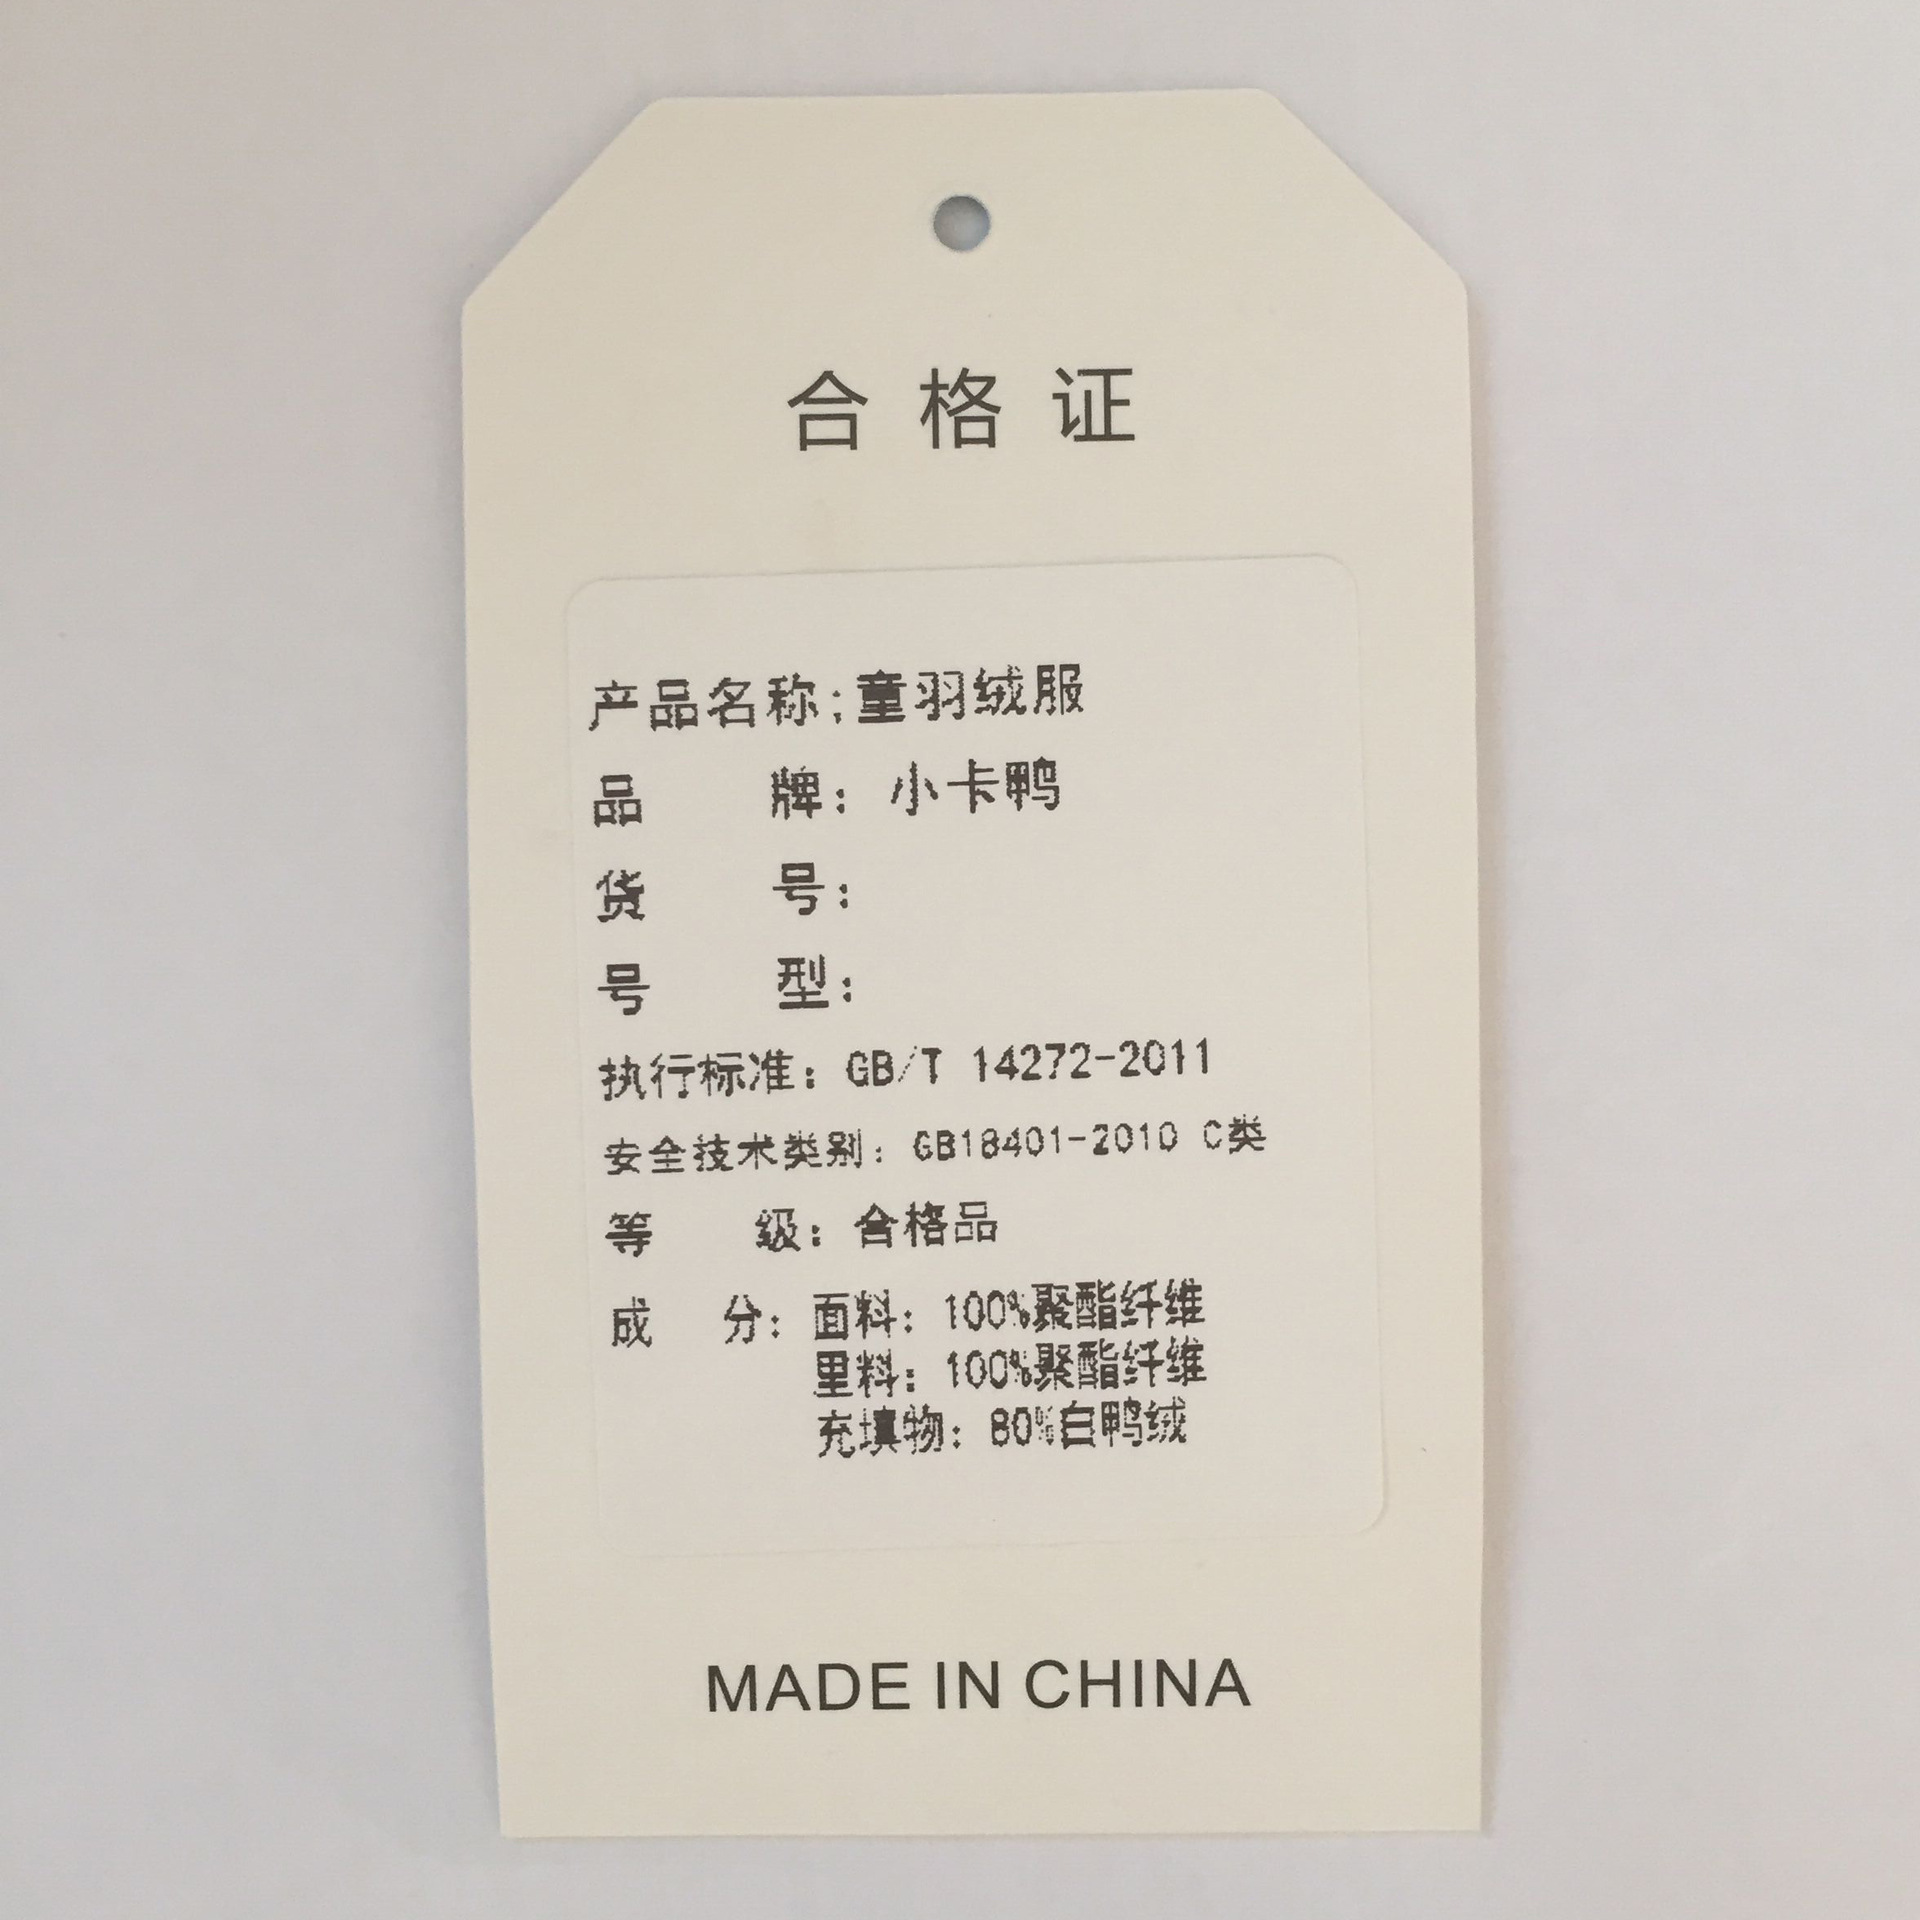 合格证
产品名称:童羽绒服
品牌：小卡鸭
货号：
号型：
执行标准：GB/T 14272-2011
安全技术类别：GB18401-2010 C类
等级：合格品
成分：面料：100%聚酯纤维
里料：100%聚酯纤维
充填物：80%白鸭绒
MADE IN CHINA